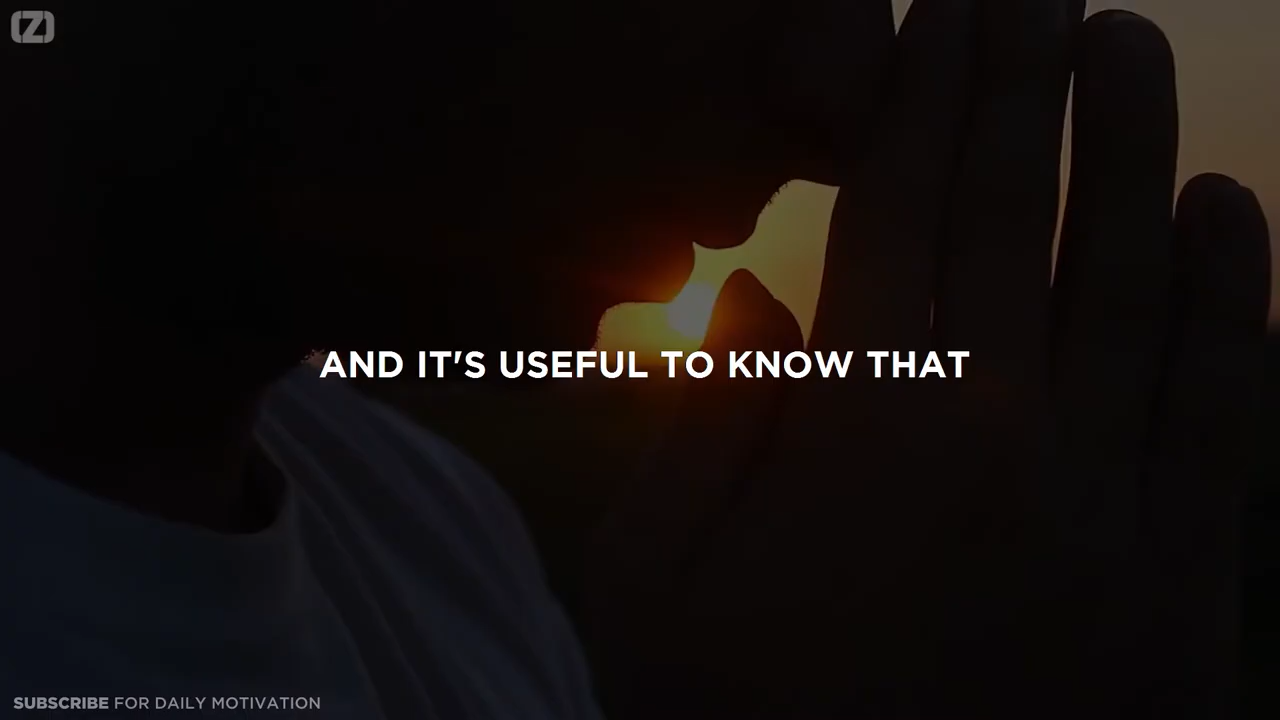 Z
AND IT'S USEFUL TO KNOW THAT
SUBSCRIBE FOR DAILY MOTIVATION